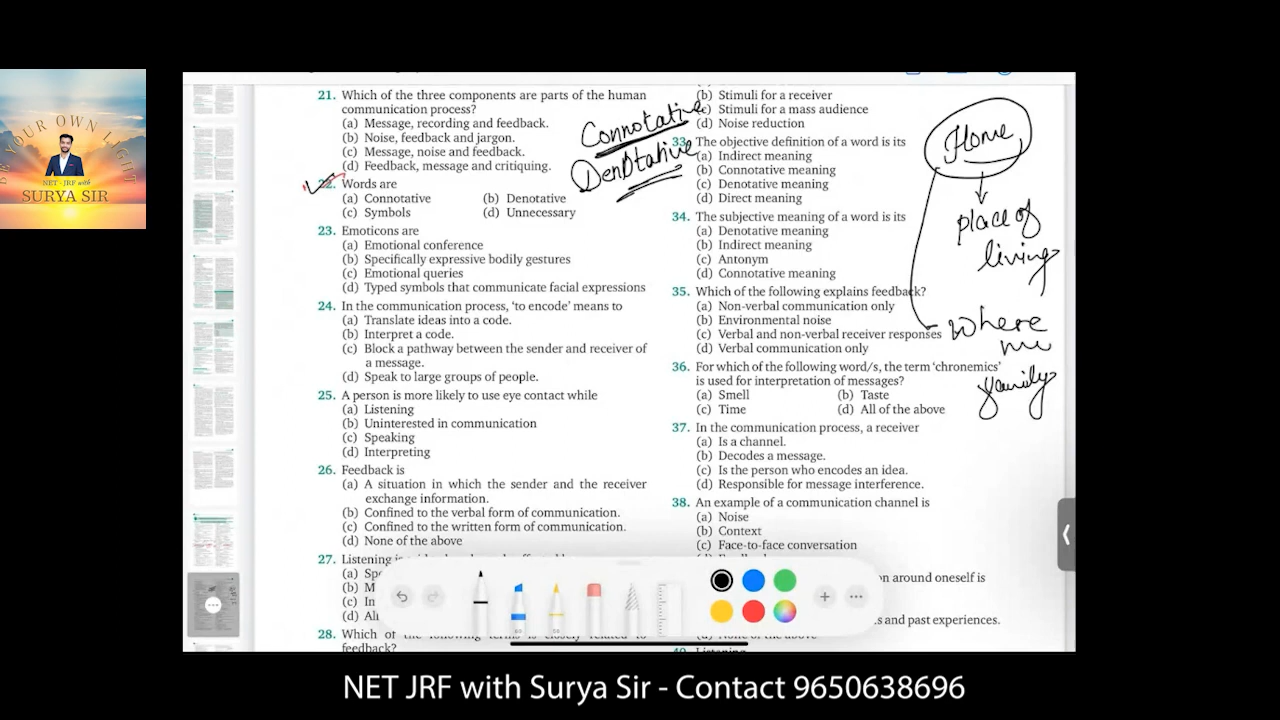 OWN
NET - JRF with
SURYA SIR
21. Which of the three components are parts of the human
communication process?
(a) Message, recording and feedback.
(b) Noise, feedback and jargon.
(c) Message, noise and feedback.
(d) Feedback, message and critiquing.
22. Words are
(a) Connotative (b) Denotative
(c) (d) Unnecessary
23. Emoticons are
(a) conference
(b) Specifically expressive bodily gestures
(c) queries
(d) symbols that communicate facial expressions
24. In the communication process, 'to encode' means to
(a) Translate ideas into a code.
(b) code.
(c) Block a pathway between the sender and receiver of
a message.
(d) Speak to large groups of people.
25. A person is more likely to have eye contact while
(a)
(b) Interested in communication
(c)
(d) Interpreting
26. Feedback is
(a) A situation in which the sender and the receiver
exchange information.
(b) Confined to the verbal form of communication.
(c) Confined to the written form of communication.
(d) None of the above
27.
(a)
(b)
(c)
(d)
28. Which of the following terms is closely related to
feedback?
Connotative
Denotative
(b) Stimuli for a receiver
(c) Stimuli for a mass audience
(d) Noise reduction
33. The objective definition of a word is its
(a) Indirect meaning
(b) Connotative meaning
(c) Denotative meaning
(d) Direct meaning
34. The subjective meaning of a word is its
(a) Connotative meaning
(b) Indirect meaning
(c) Antonym
(d) Denotative meaning
35. Which of the following explains feedback?
(a) Non-verbal communication only
(b) Environmental noise
(c) Verbal and non-verbal receiver responses
(d) Verbal communication only
36. For which of the following word/s, the term 'chronemics'
is used for interpretation of messages?
(a) Smell (b) Taste
(c) Time (d) All of the above
37. In the communication process, a receiver
(a) Is a channel.
(b) Decodes a message.
(c) Is the person who encodes an idea.
(d) Responsible for message interference.
38. An example of a communication channel is
(a) Noise
(b) Context
(c) Face-to-face conversation
on around oneself is
s and past experiences.
(d) None of the above
40. Listening
Home
place of
living
where
family
NET JRF with Surya Sir - Contact 9650638696